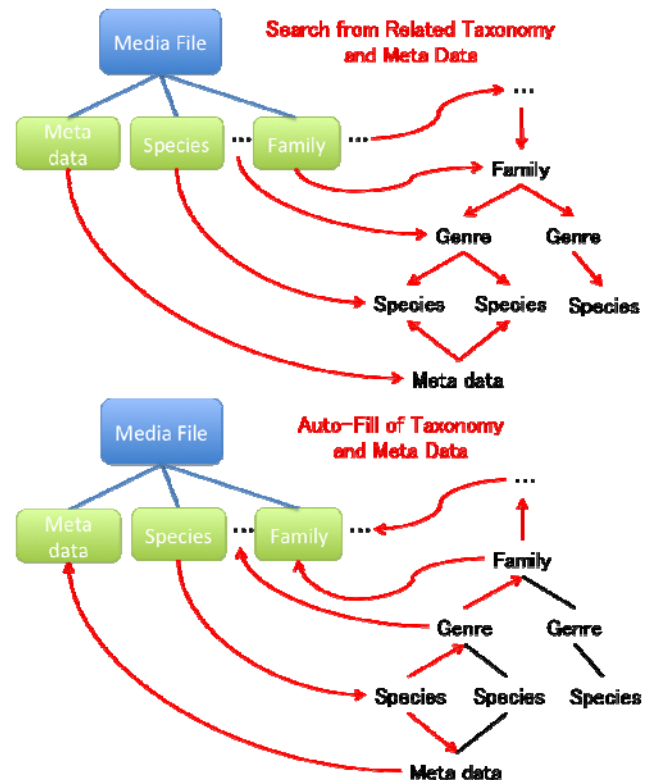 Media File
Search from Related Taxonomy
and Meta Data
...
Meta
data
Species
...
Family
...
Family
Genre
Genre
Species
Species
Species
Meta data
Media File
Auto-Fill of Taxonomy
and Meta Data
...
Meta
data
Species
...
Family
...
Family
Genre
Genre
Species
Species
Species
Meta data